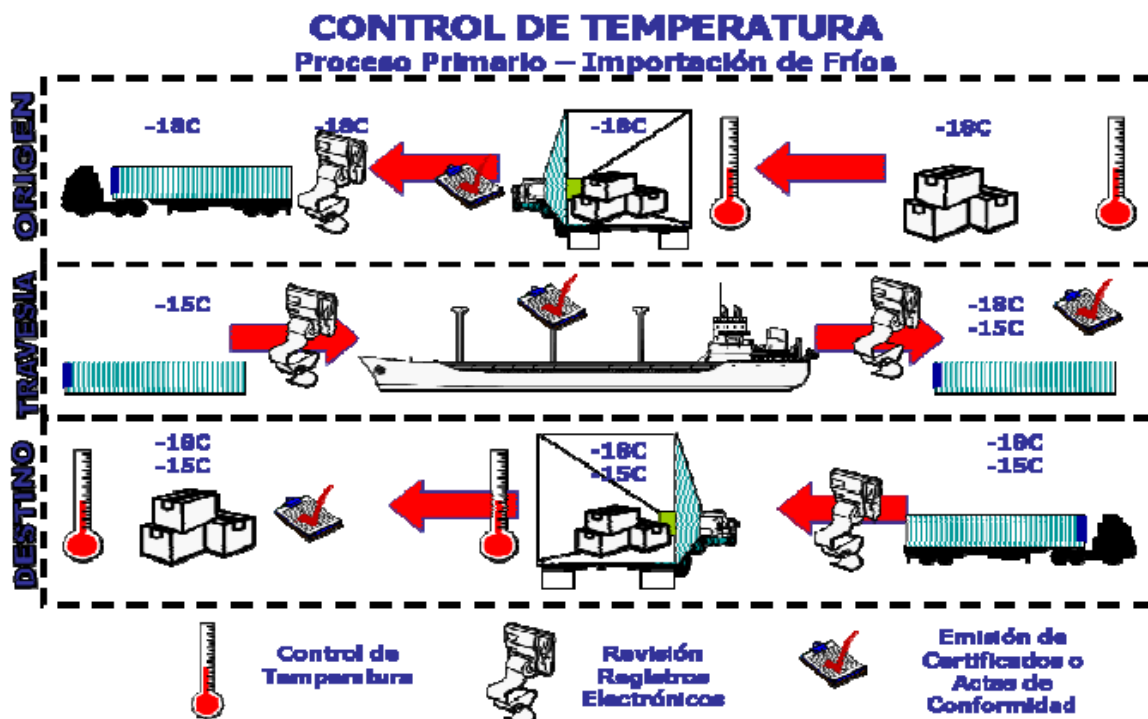 CONTROL DE TEMPERATURA
Proceso Primario – Importación de Fríos
ORIGEN
-18C
-18C
-18C
-18C
TRAVESIA
-15C
-18C
-15C
DESTINO
-18C
-15C
-18C
-15C
-18C
-15C
Control de
Temperatura
Revisión
Registros
Electrónicos
Emisión de
Certificados o
Actas de
Conformidad